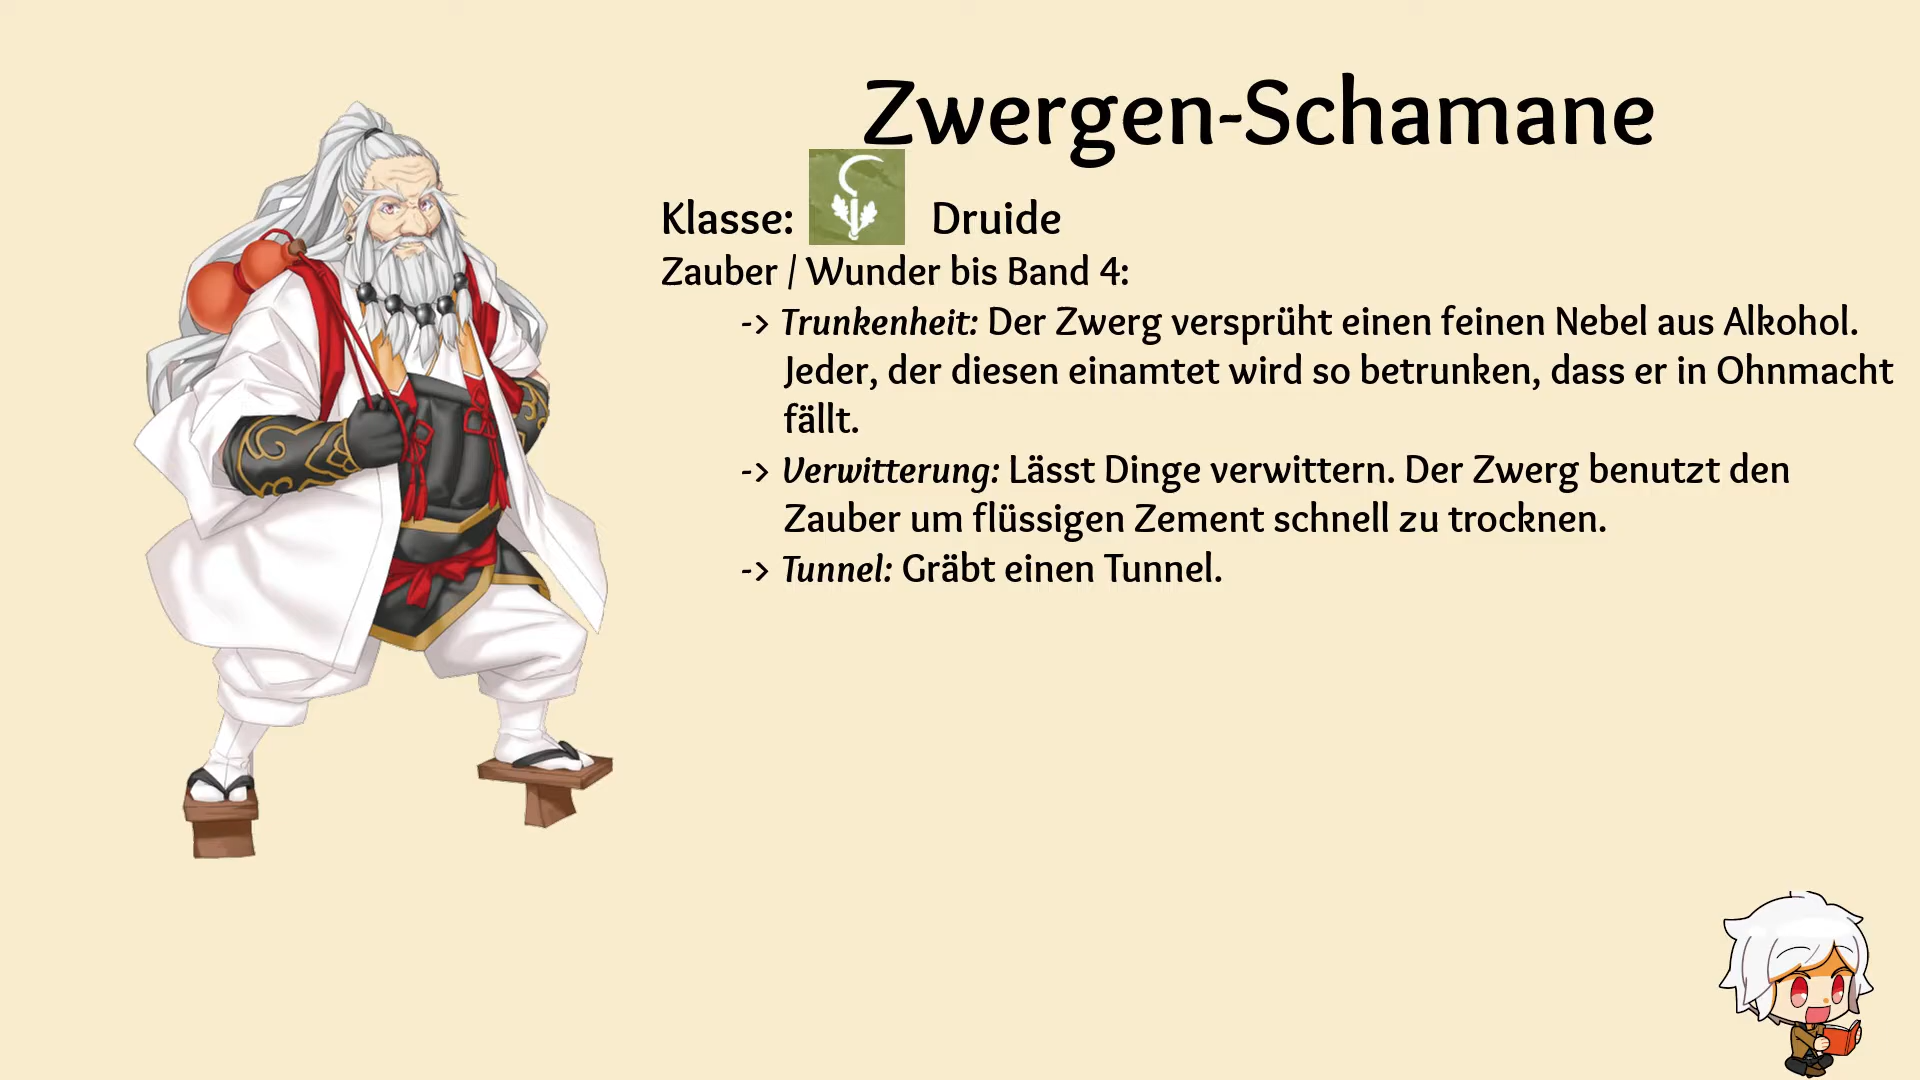 Zwergen-Schamane
Klasse: Druide
Zauber / Wunder bis Band 4:
-> Trunkenheit: Der Zwerg versprüht einen feinen Nebel aus Alkohol.
Jeder, der diesen einamtet wird so betrunken, dass er in Ohnmacht
fällt.
-> Verwitterung: Lässt Dinge verwittern. Der Zwerg benutzt den
Zauber um flüssigen Zement schnell zu trocknen.
-> Tunnel: Gräbt einen Tunnel.